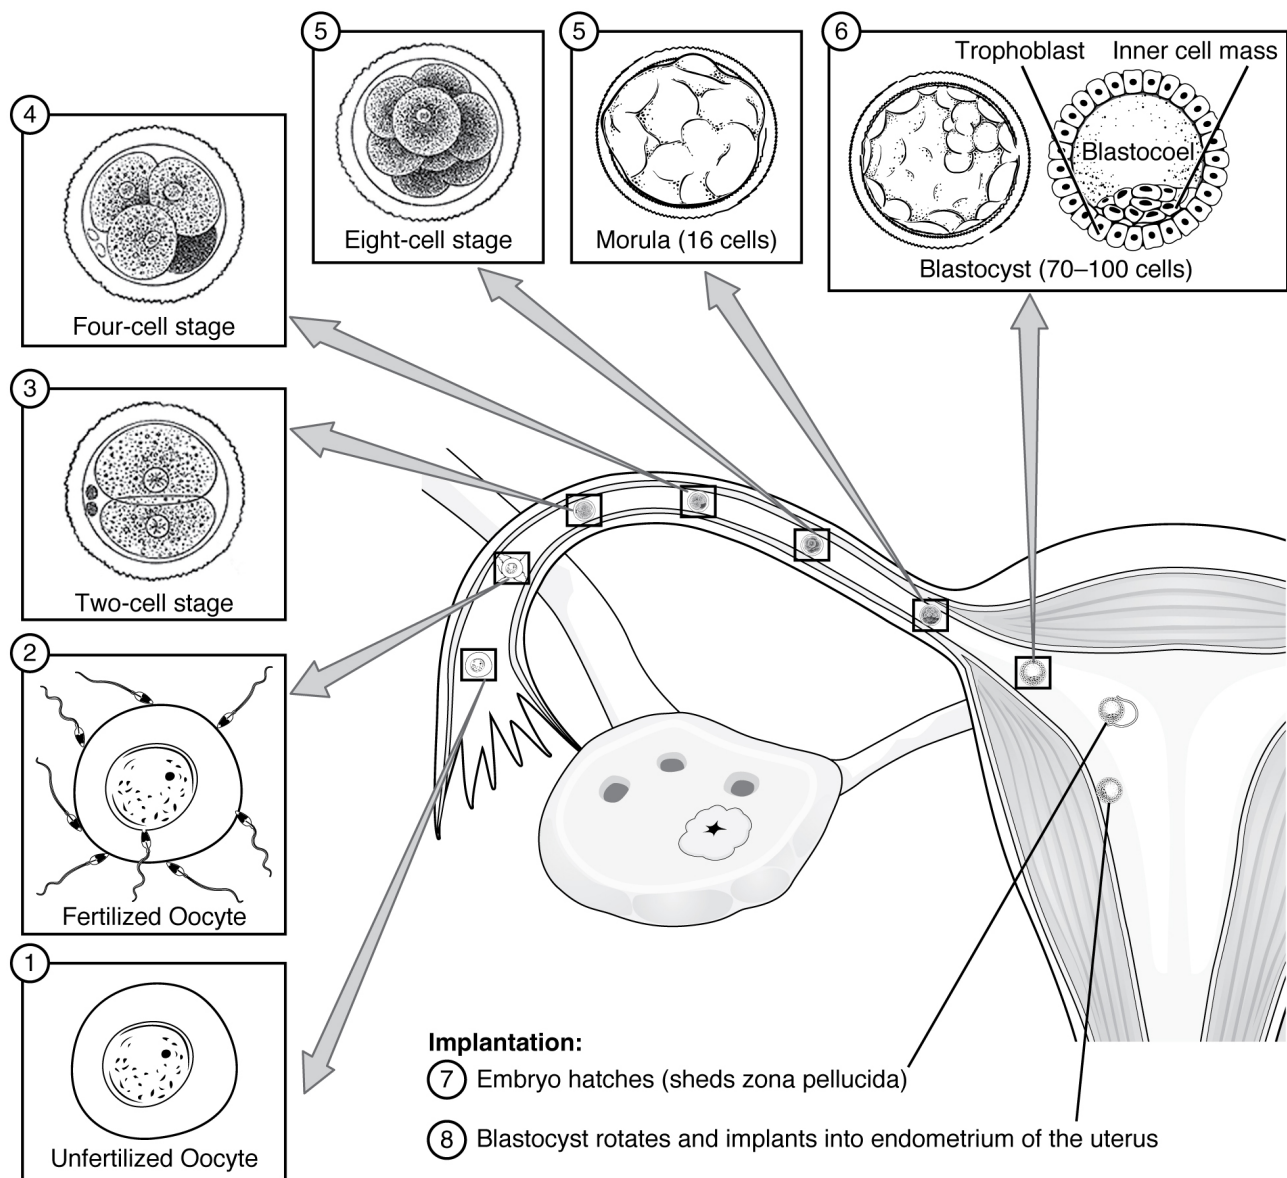 5
Eight-cell stage
5
Morula (16 cells)
6
Trophoblast
Inner cell mass
Blastocoel
Blastocyst (70–100 cells)
4
Four-cell stage
3
Two-cell stage
2
Fertilized Oocyte
1
Unfertilized Oocyte
Implantation:
7 Embryo hatches (sheds zona pellucida)
8 Blastocyst rotates and implants into endometrium of the uterus